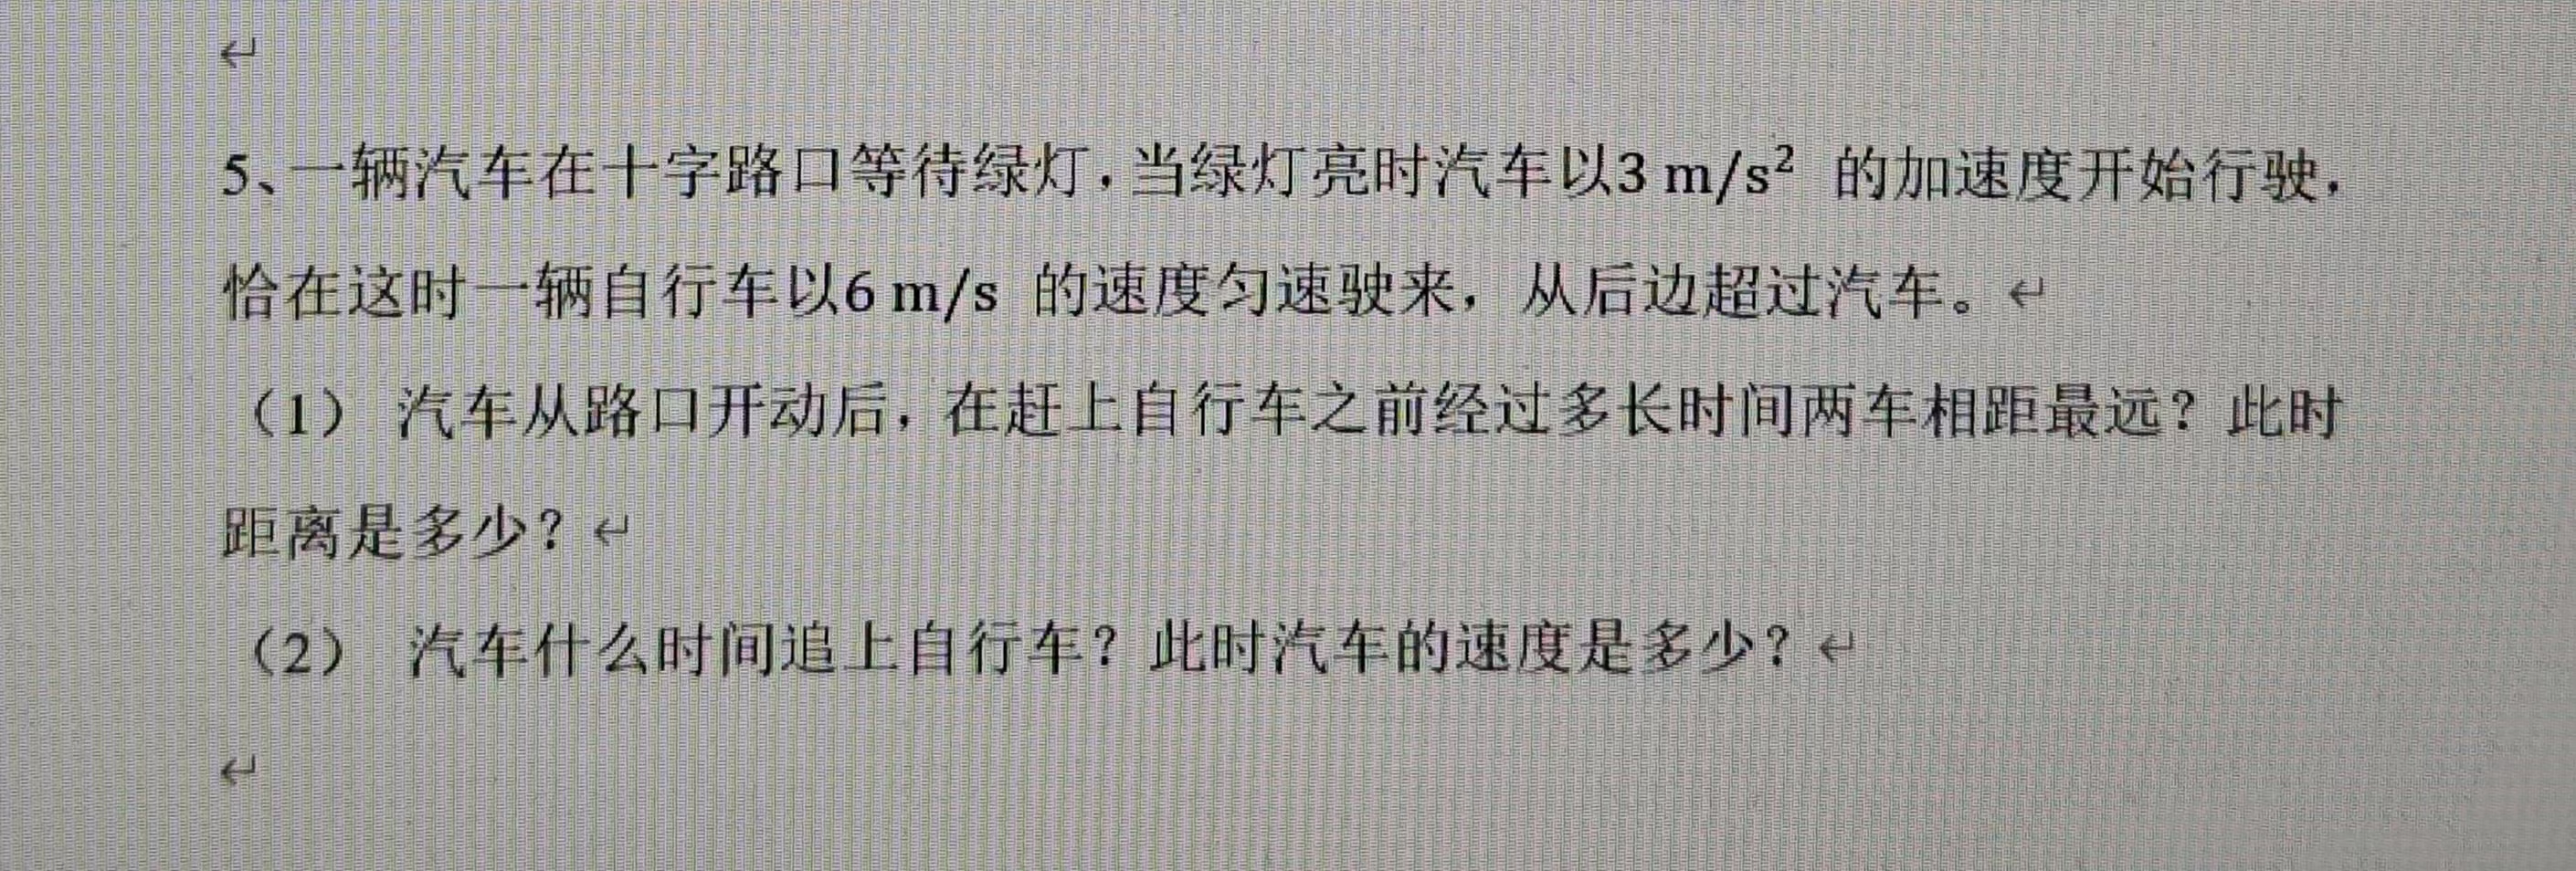 ↵
5、一辆汽车在十字路口等待绿灯，当绿灯亮时汽车以3 m/s² 的加速度开始行驶，
恰在这时一辆自行车以6 m/s 的速度匀速驶来，从后边超过汽车。↵
（1） 汽车从路口开动后，在赶上自行车之前经过多长时间两车相距最远？此时
距离是多少？↵
（2） 汽车什么时间追上自行车？此时汽车的速度是多少？↵
↵